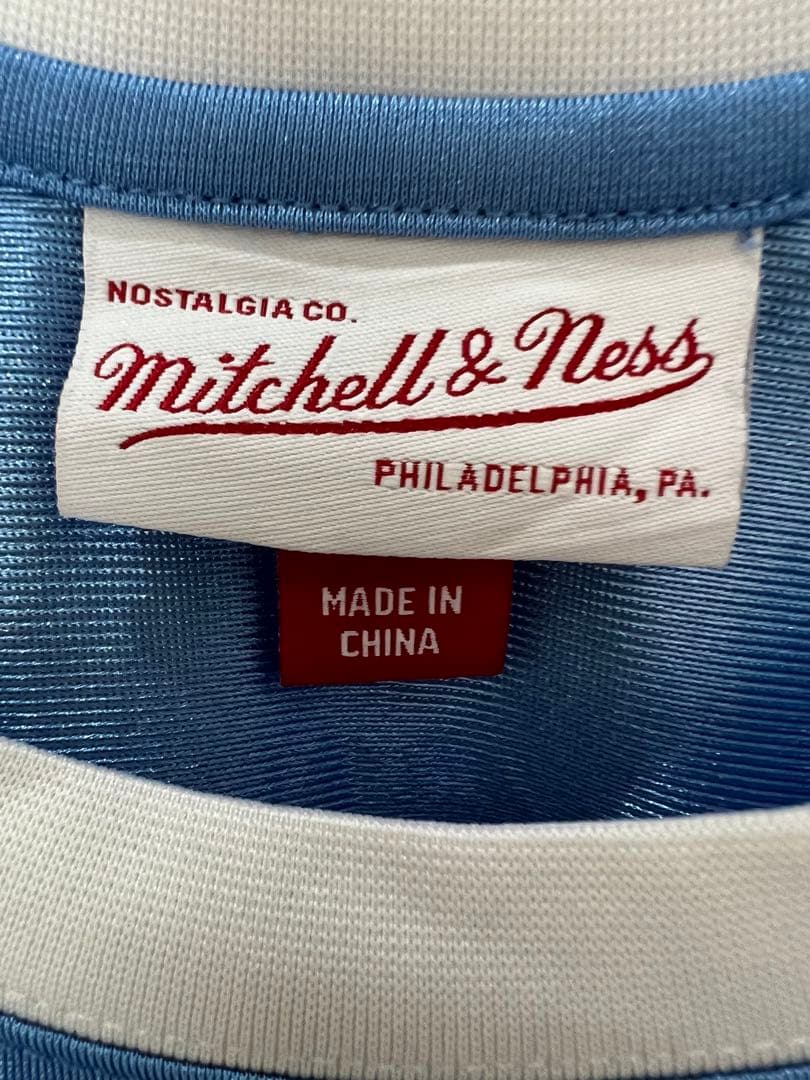 NOSTALGIA CO.
Mitchell & Ness
PHILADELPHIA, PA.
MADE IN
CHINA